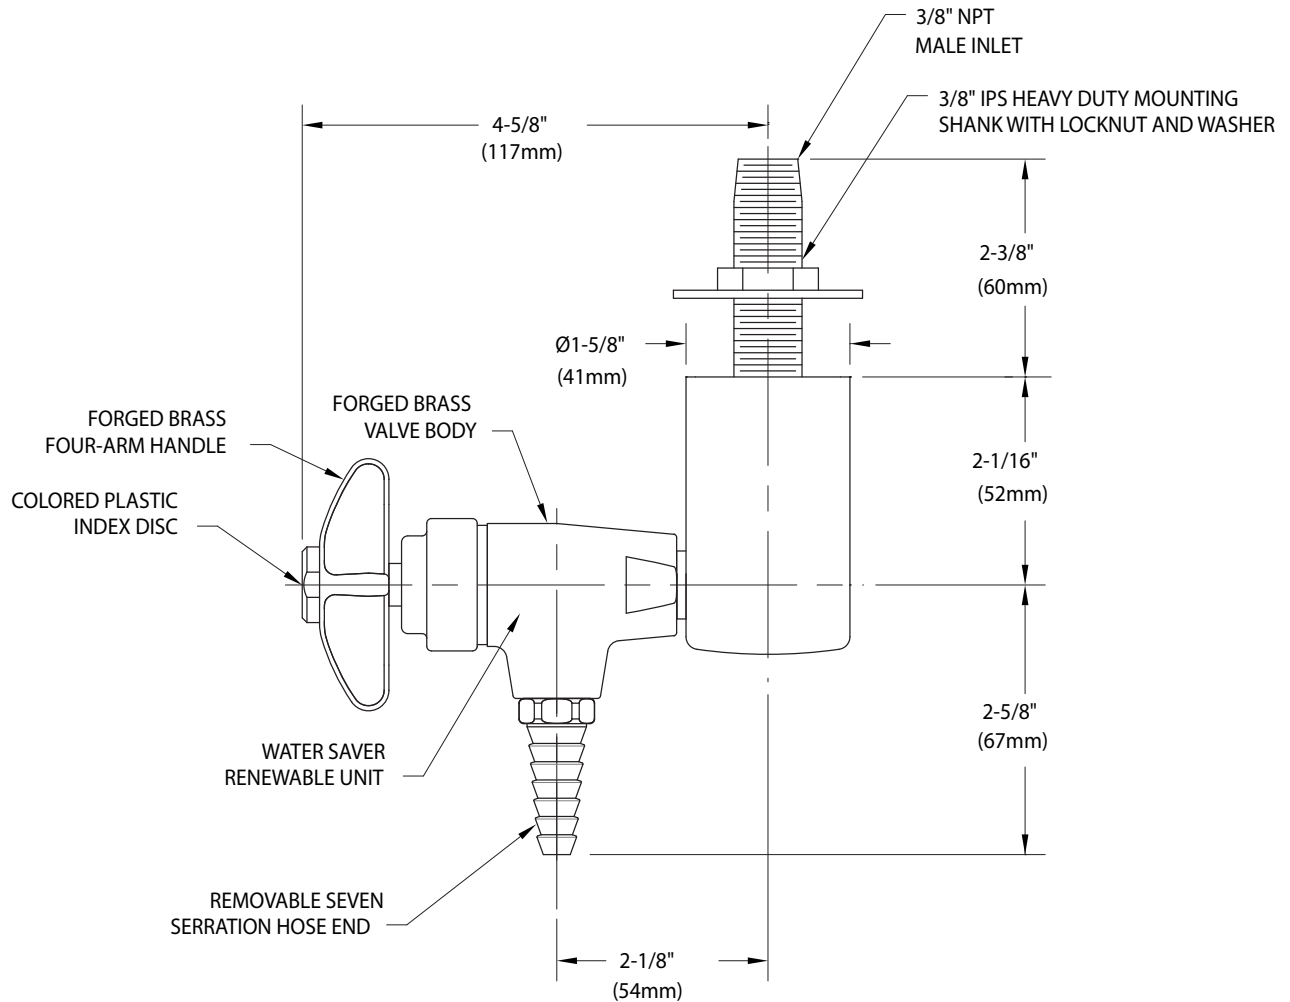 3/8" NPT
MALE INLET
3/8" IPS HEAVY DUTY MOUNTING
SHANK WITH LOCKNUT AND WASHER
4-5/8"
(117mm)
2-3/8"
(60mm)
Ø1-5/8"
(41mm)
FORGED BRASS
VALVE BODY
FORGED BRASS
FOUR-ARM HANDLE
2-1/16"
(52mm)
COLORED PLASTIC
INDEX DISC
2-5/8"
(67mm)
WATER SAVER
RENEWABLE UNIT
REMOVABLE SEVEN
SERRATION HOSE END
2-1/8"
(54mm)